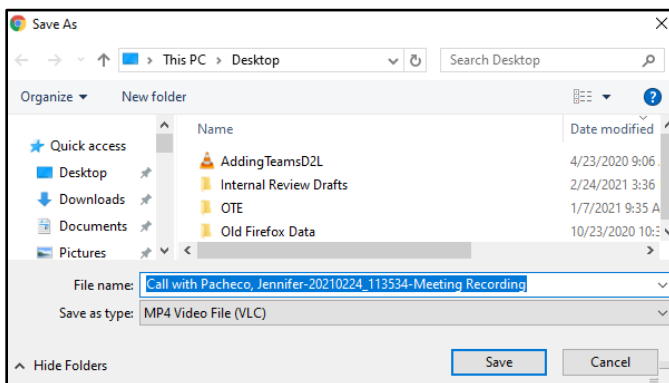 Save As
This PC > Desktop
Search Desktop
Organize
New folder
Name
Date modified
Quick access
Desktop
Downloads
Documents
Pictures
AddingTeamsD2L 4/23/2020 9:06
Internal Review Drafts 2/24/2021 3:36
OTE 1/7/2021 9:35 A
Old Firefox Data 10/23/2020 10:3
File name: Call with Pacheco, Jennifer-20210224_113534-Meeting Recording
Save as type: MP4 Video File (VLC)
Hide Folders
Save
Cancel